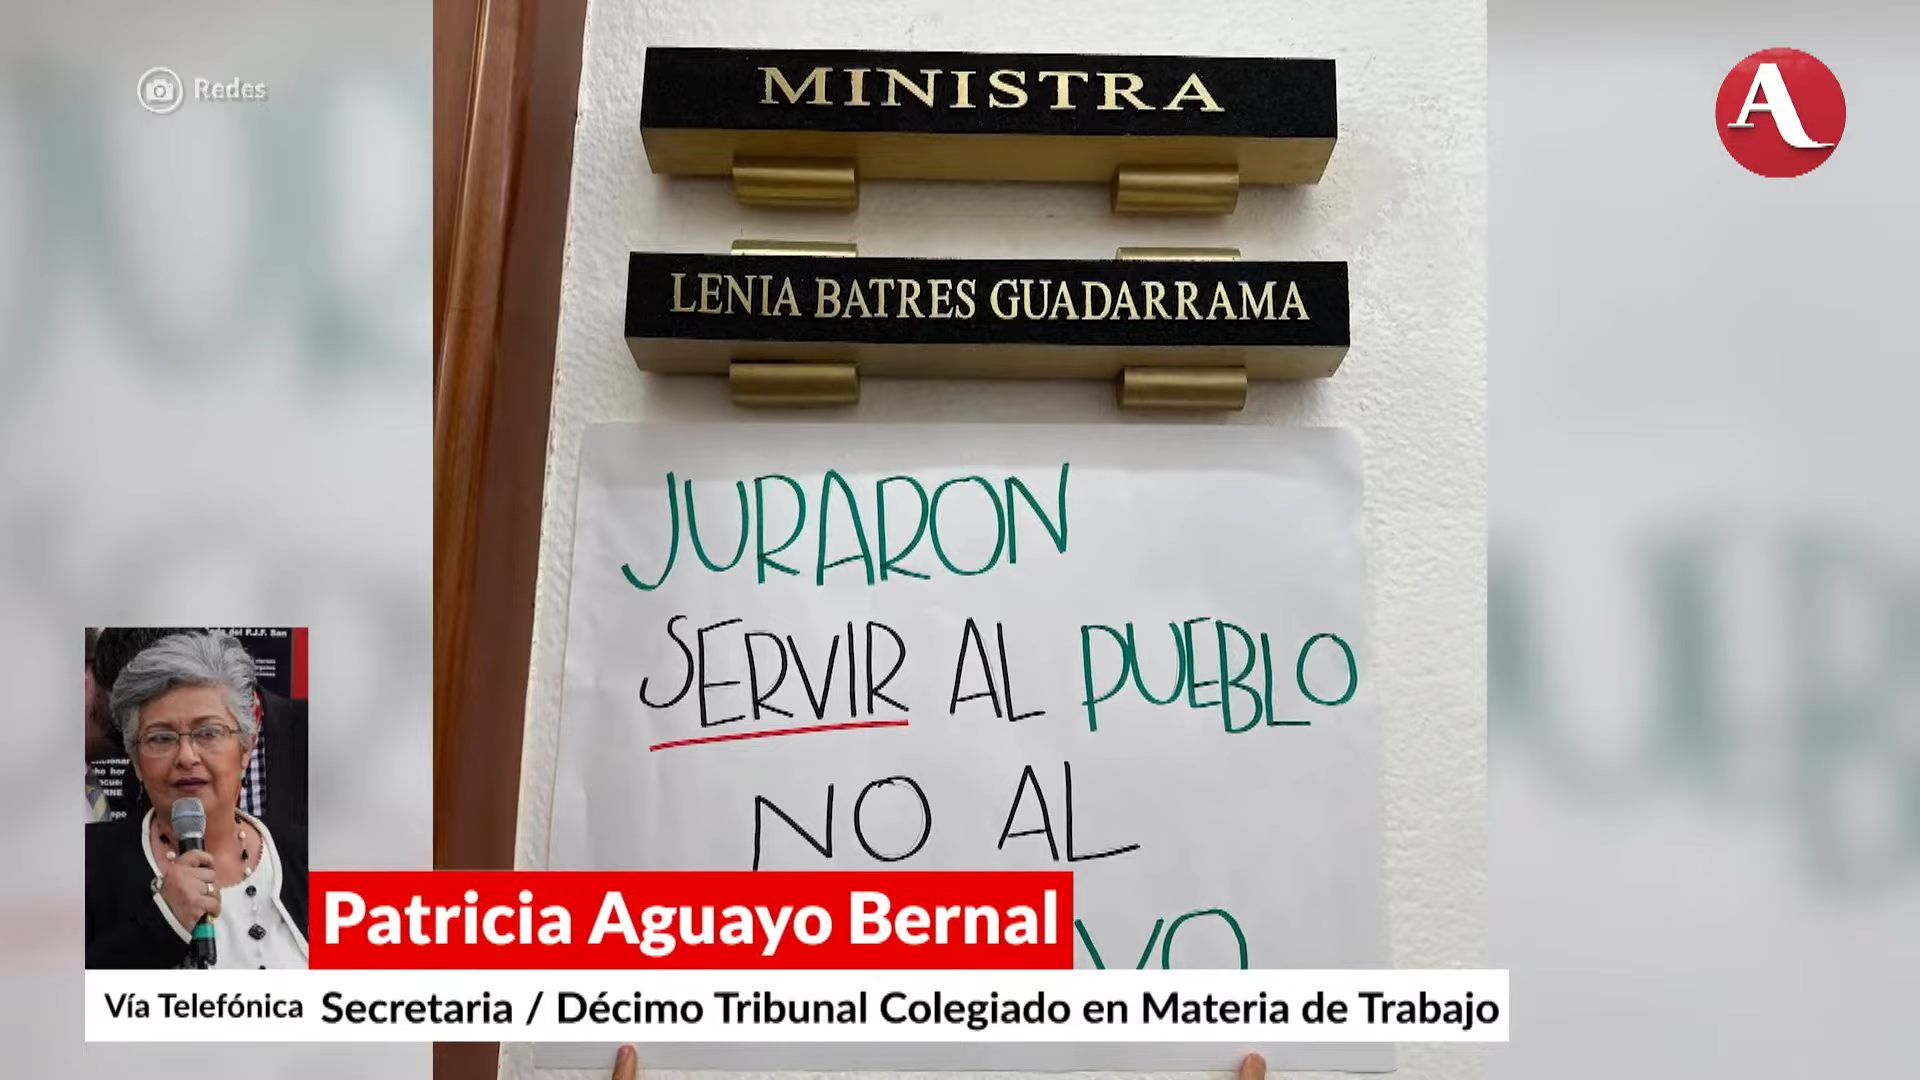 Redes
A
MINISTRA
LENIA BATRES GUADARRAMA
JURARON
SERVIR AL PUEBLO
NO AL
Patricia Aguayo Bernal
Vía Telefónica Secretaria / Décimo Tribunal Colegiado en Materia de Trabajo